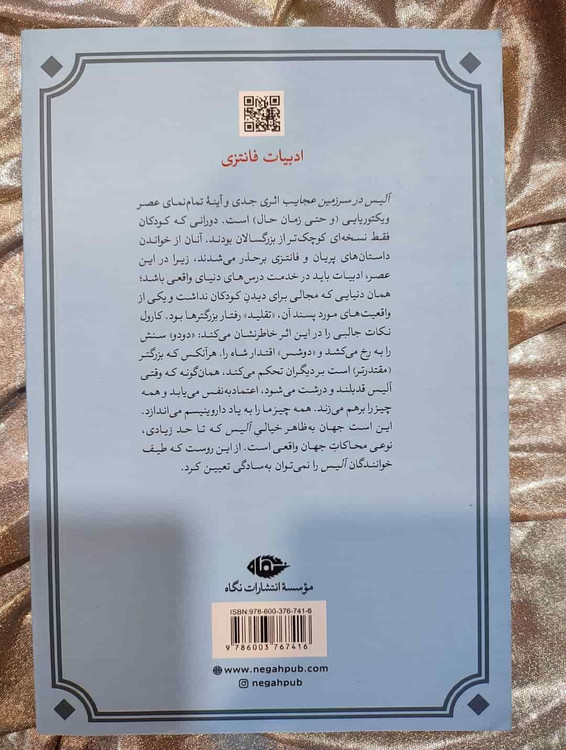 ادبیات فانتزی
آلیس در سرزمین عجایب اثری جدی و آینهٔ تمام‌نمای عصر
ویکتوریایی (و حتی زمان حال) است. دورانی که کودکان
فقط نسخه‌ای کوچک‌تر از بزرگسالان بودند. آنان از خواندن
داستان‌های پریان و فانتزی برحذر می‌شدند، زیرا در این
عصر، ادبیات باید در خدمت درس‌های دنیای واقعی باشد؛
همان دنیایی که مجالی برای دیدنِ کودکان نداشت و یکی از
واقعیت‌های مورد پسند آن، «تقلید» رفتار بزرگترها بود. کارول
نکات جالبی را در این اثر خاطرنشان می‌کند: «دودو» سنش
را به رخ می‌کشد و «دوشس» اقتدار شاه را. هرآنکس که بزرگتر
(مقتدرتر) است بر دیگران تحکم می‌کند، همان‌گونه که وقتی
آلیس قدبلند و درشت می‌شود، اعتمادبه‌نفس می‌یابد و همه
چیز را برهم می‌زند. همه چیز ما را به یاد داروینیسم می‌اندازد.
این است جهان به‌ظاهر خیالیِ آلیس که تا حد زیادی،
نوعی محاکاتِ جهان واقعی است. از این روست که طیف
خوانندگان آلیس را نمی‌توان به‌سادگی تعیین کرد.
نگاه
مؤسسهٔ انتشارات نگاه
ISBN:978-600-376-741-6
9 786003 767416
www.negahpub.com
negahpub